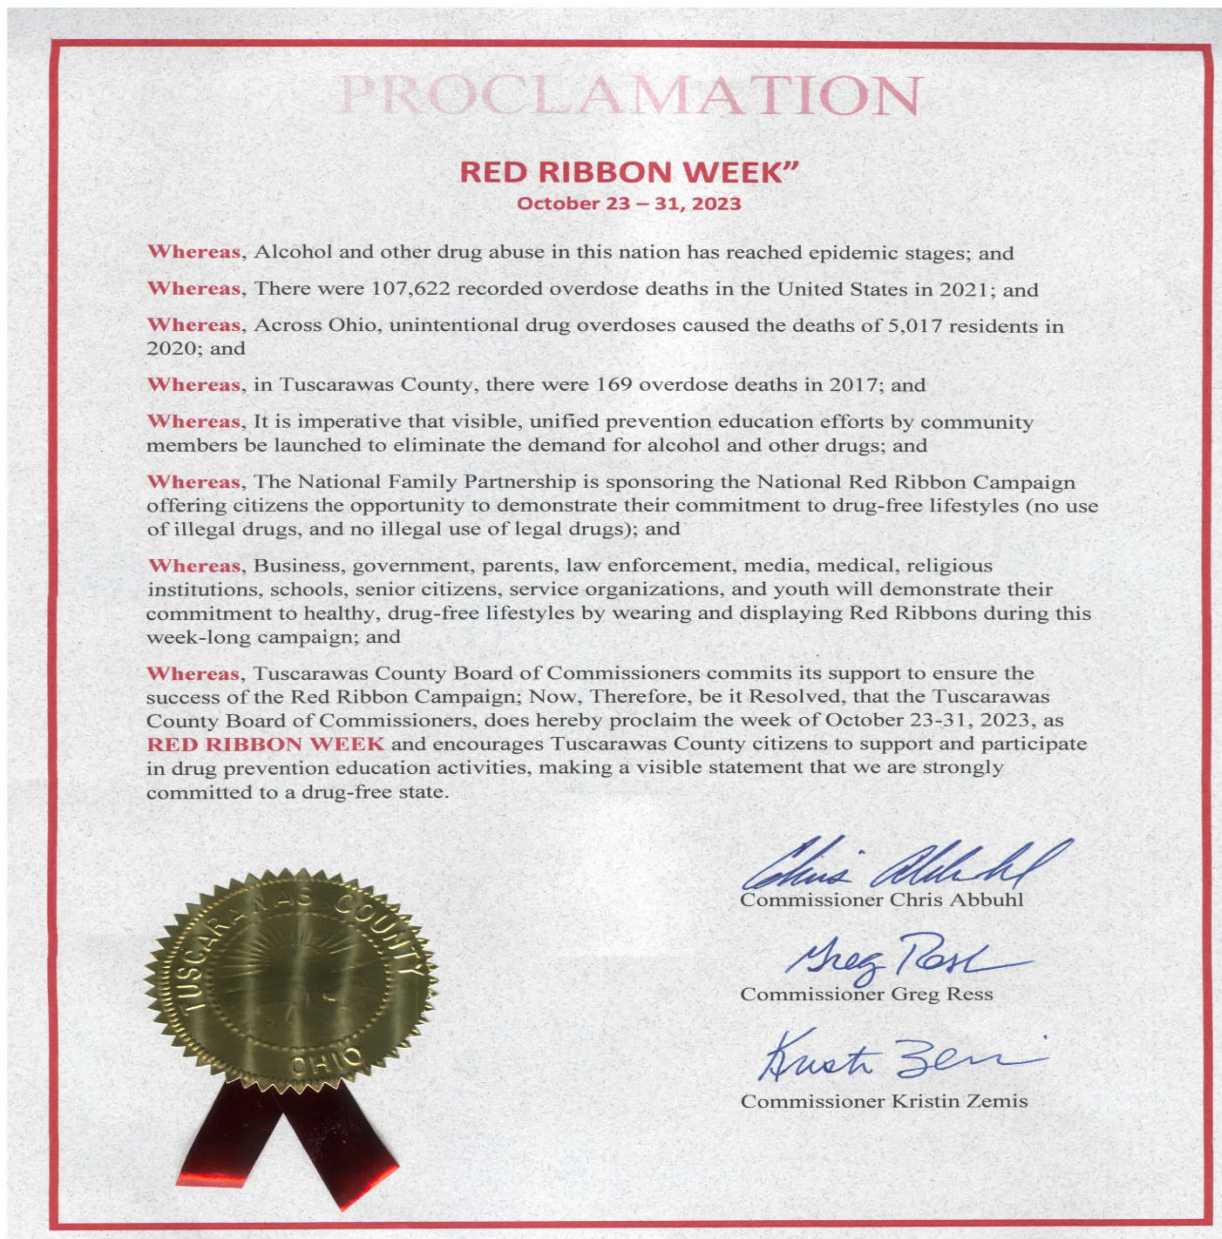 PROCLAMATION
RED RIBBON WEEK”
October 23 – 31, 2023
Whereas, Alcohol and other drug abuse in this nation has reached epidemic stages; and
Whereas, There were 107,622 recorded overdose deaths in the United States in 2021; and
Whereas, Across Ohio, unintentional drug overdoses caused the deaths of 5,017 residents in
2020; and
Whereas, in Tuscarawas County, there were 169 overdose deaths in 2017; and
Whereas, It is imperative that visible, unified prevention education efforts by community
members be launched to eliminate the demand for alcohol and other drugs; and
Whereas, The National Family Partnership is sponsoring the National Red Ribbon Campaign
offering citizens the opportunity to demonstrate their commitment to drug-free lifestyles (no use
of illegal drugs, and no illegal use of legal drugs); and
Whereas, Business, government, parents, law enforcement, media, medical, religious
institutions, schools, senior citizens, service organizations, and youth will demonstrate their
commitment to healthy, drug-free lifestyles by wearing and displaying Red Ribbons during this
week-long campaign; and
Whereas, Tuscarawas County Board of Commissioners commits its support to ensure the
success of the Red Ribbon Campaign; Now, Therefore, be it Resolved, that the Tuscarawas
County Board of Commissioners, does hereby proclaim the week of October 23-31, 2023, as
RED RIBBON WEEK and encourages Tuscarawas County citizens to support and participate
in drug prevention education activities, making a visible statement that we are strongly
committed to a drug-free state.
Chris Abbuhl
Commissioner Chris Abbuhl
Greg Ress
Commissioner Greg Ress
Kristin Zemis
Commissioner Kristin Zemis
TUSCARAWAS COUNTY
OHIO